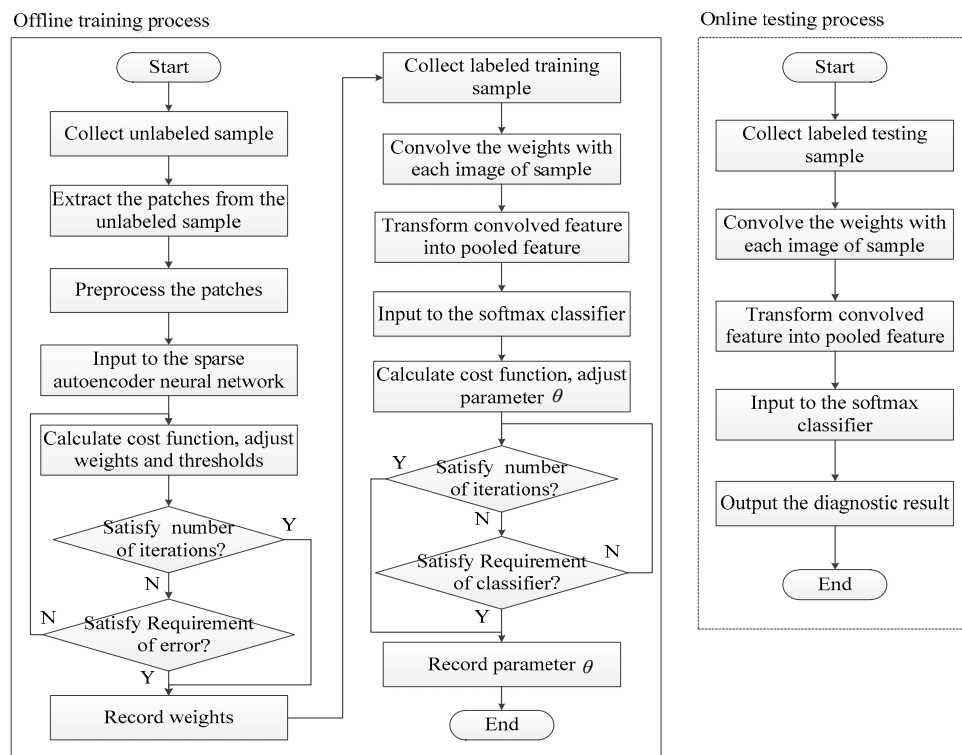 Offline training process
Start
Collect unlabeled sample
Extract the patches from the
unlabeled sample
Preprocess the patches
Input to the sparse
autoencoder neural network
Calculate cost function, adjust
weights and thresholds
Satisfy number
of iterations?
Y
N
Satisfy Requirement
of error?
N
Y
Record weights
Collect labeled training
sample
Convolve the weights with
each image of sample
Transform convolved feature
into pooled feature
Input to the softmax classifier
Calculate cost function, adjust
parameter θ
Satisfy number
of iterations?
Y
N
Satisfy Requirement
of classifier?
N
Y
Record parameter θ
End
Online testing process
Start
Collect labeled testing
sample
Convolve the weights with
each image of sample
Transform convolved
feature into pooled feature
Input to the softmax
classifier
Output the diagnostic result
End